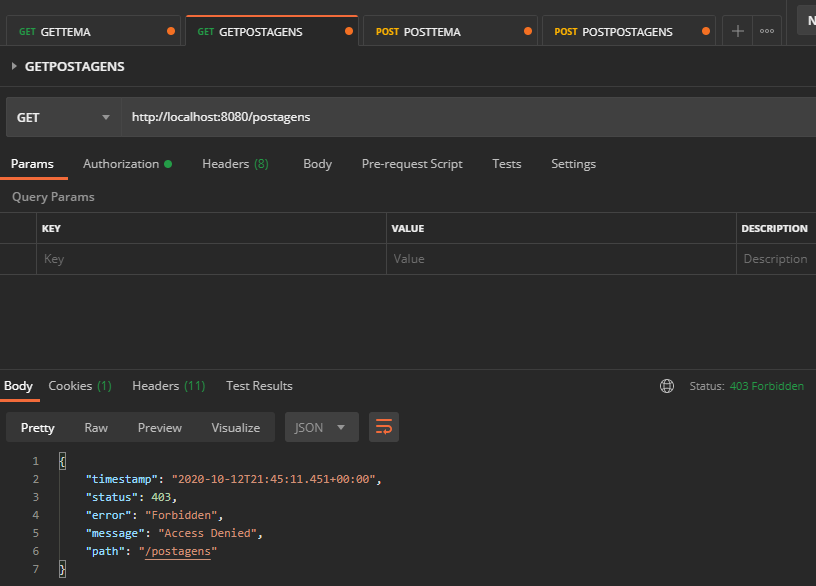 GET GETTEMA GET GETPOSTAGENS POST POSTTEMA POST POSTPOSTAGENS + ooo N
GETPOSTAGENS
GET http://localhost:8080/postagens
Params Authorization Headers (8) Body Pre-request Script Tests Settings
Query Params
KEY VALUE DESCRIPTION
Key Value Description
Body Cookies (1) Headers (11) Test Results Status: 403 Forbidden
Pretty Raw Preview Visualize JSON
1 {
2 "timestamp": "2020-10-12T21:45:11.451+00:00",
3 "status": 403,
4 "error": "Forbidden",
5 "message": "Access Denied",
6 "path": "/postagens"
7 }